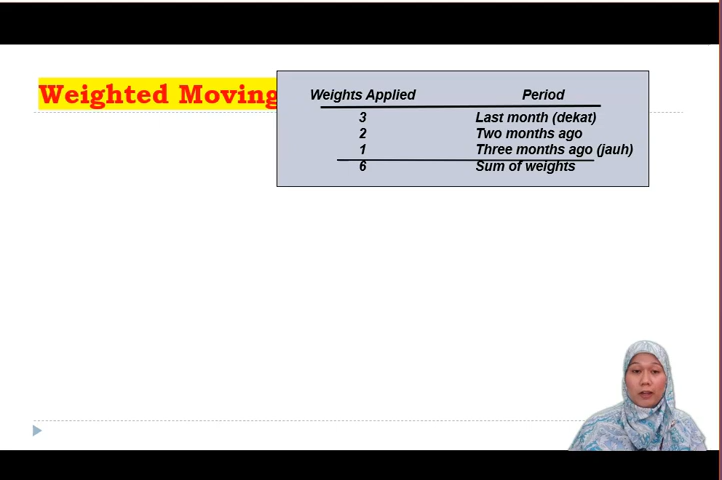 Weighted Moving
Weights Applied Period
3 Last month (dekat)
2 Two months ago
1 Three months ago (jauh)
6 Sum of weights